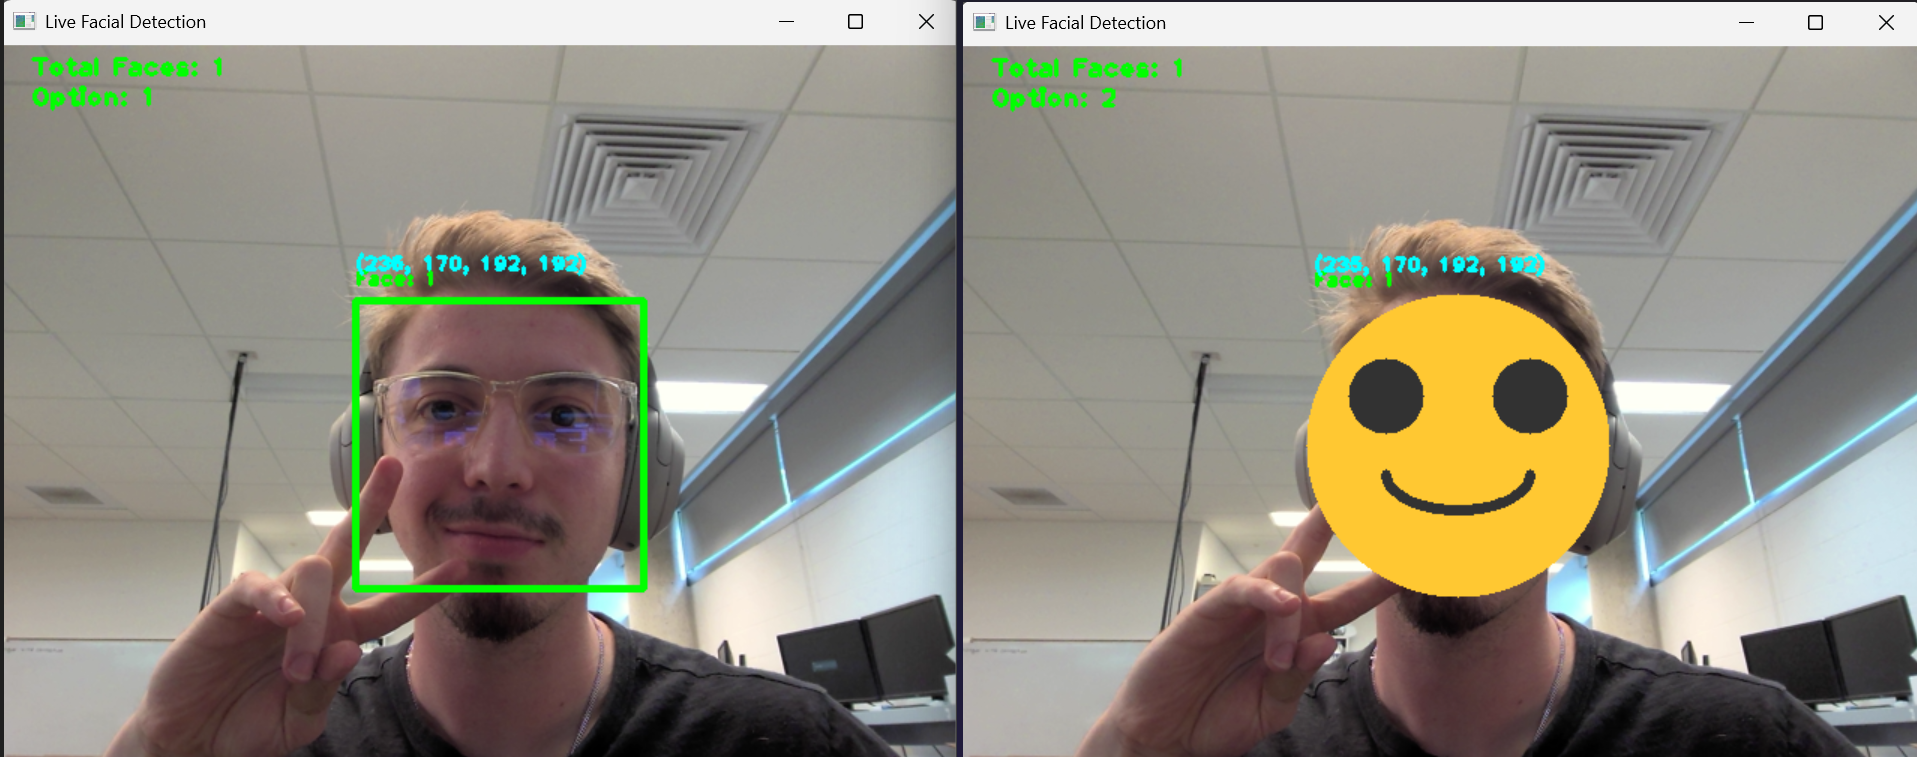 Live Facial Detection
Total Faces: 1
Option: 1
(236, 170, 192, 192)
Face: 1
Live Facial Detection
Total Faces: 1
Option: 2
(235, 170, 192, 192)
Face: 1